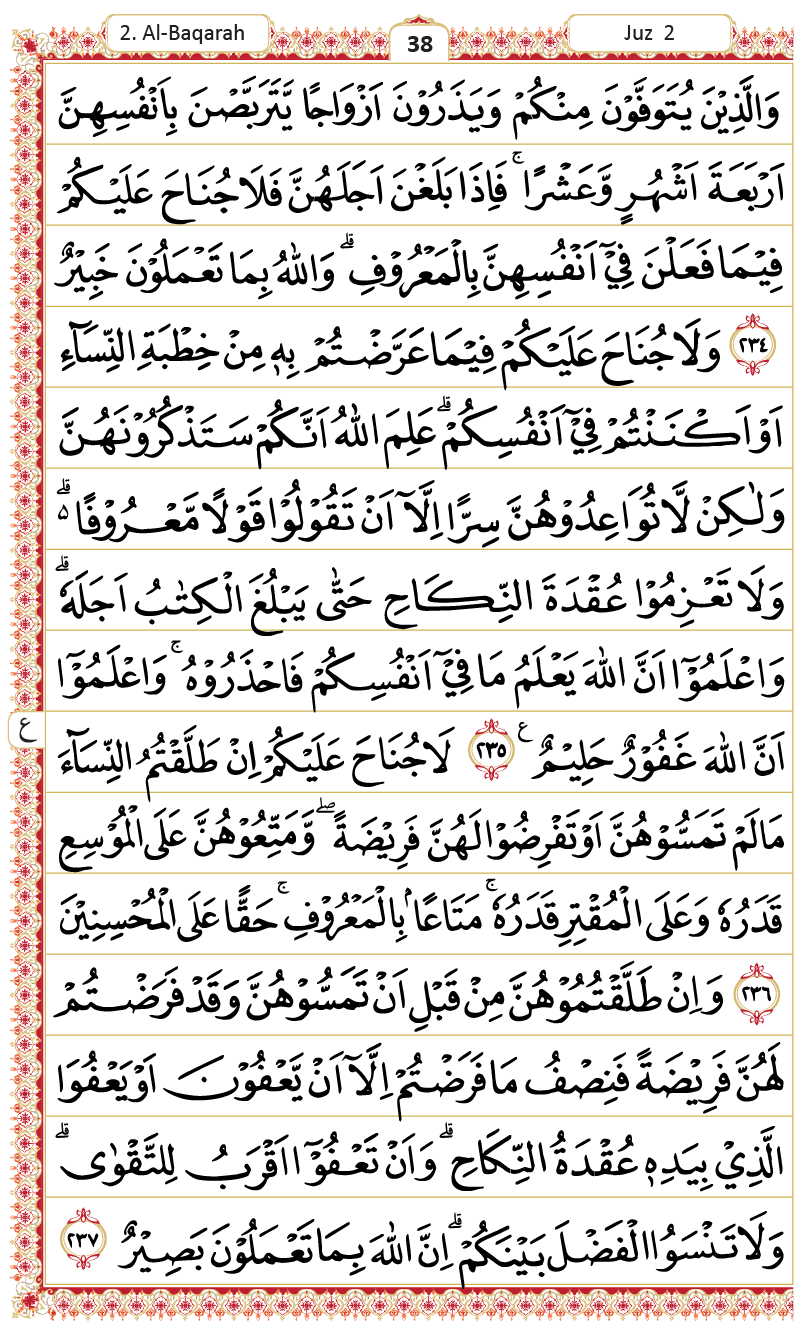 2. Al-Baqarah
38
Juz 2
وَالَّذِيْنَ يُتَوَفَّوْنَ مِنْكُمْ وَيَذَرُوْنَ اَزْوَاجًا يَّتَرَبَّصْنَ بِاَنْفُسِهِنَّ
اَرْبَعَةَ اَشْهُرٍ وَّعَشْرًا ۚ فَاِذَا بَلَغْنَ اَجَلَهُنَّ فَلَا جُنَاحَ عَلَيْكُمْ
فِيْمَا فَعَلْنَ فِيْٓ اَنْفُسِهِنَّ بِالْمَعْرُوْفِۗ وَاللّٰهُ بِمَا تَعْمَلُوْنَ خَبِيْرٌ
٢٣٤ وَلَا جُنَاحَ عَلَيْكُمْ فِيْمَا عَرَّضْتُمْ بِهٖ مِنْ خِطْبَةِ النِّسَاۤءِ
اَوْ اَكْنَنْتُمْ فِيْٓ اَنْفُسِكُمْۗ عَلِمَ اللّٰهُ اَنَّكُمْ سَتَذْكُرُوْنَهُنَّ
وَلٰكِنْ لَّا تُوَاعِدُوْهُنَّ سِرًّا اِلَّآ اَنْ تَقُوْلُوْا قَوْلًا مَّعْرُوْفًا ۗ ۵
وَلَا تَعْزِمُوْا عُقْدَةَ النِّكَاحِ حَتّٰى يَبْلُغَ الْكِتٰبُ اَجَلَهٗۗ
وَاعْلَمُوْٓا اَنَّ اللّٰهَ يَعْلَمُ مَا فِيْٓ اَنْفُسِكُمْ فَاحْذَرُوْهُ ۚ وَاعْلَمُوْٓا
ع
اَنَّ اللّٰهَ غَفُوْرٌ حَلِيْمٌ ع ٢٣٥ لَا جُنَاحَ عَلَيْكُمْ اِنْ طَلَّقْتُمُ النِّسَاۤءَ
مَا لَمْ تَمَسُّوْهُنَّ اَوْ تَفْرِضُوْا لَهُنَّ فَرِيْضَةً ۖ وَّمَتِّعُوْهُنَّ عَلَى الْمُوْسِعِ
قَدَرُهٗ وَعَلَى الْمُقْتِرِ قَدَرُهٗ ۚ مَتَاعًا ۢبِالْمَعْرُوْفِۚ حَقًّا عَلَى الْمُحْسِنِيْنَ
٢٣٦ وَاِنْ طَلَّقْتُمُوْهُنَّ مِنْ قَبْلِ اَنْ تَمَسُّوْهُنَّ وَقَدْ فَرَضْتُمْ
لَهُنَّ فَرِيْضَةً فَنِصْفُ مَا فَرَضْتُمْ اِلَّآ اَنْ يَّعْفُوْنَ اَوْ يَعْفُوَا
الَّذِيْ بِيَدِهٖ عُقْدَةُ النِّكَاحِۗ وَاَنْ تَعْفُوْٓا اَقْرَبُ لِلتَّقْوٰىۗ
وَلَا تَنْسَوُا الْفَضْلَ بَيْنَكُمْۗ اِنَّ اللّٰهَ بِمَا تَعْمَلُوْنَ بَصِيْرٌ ٢٣٧